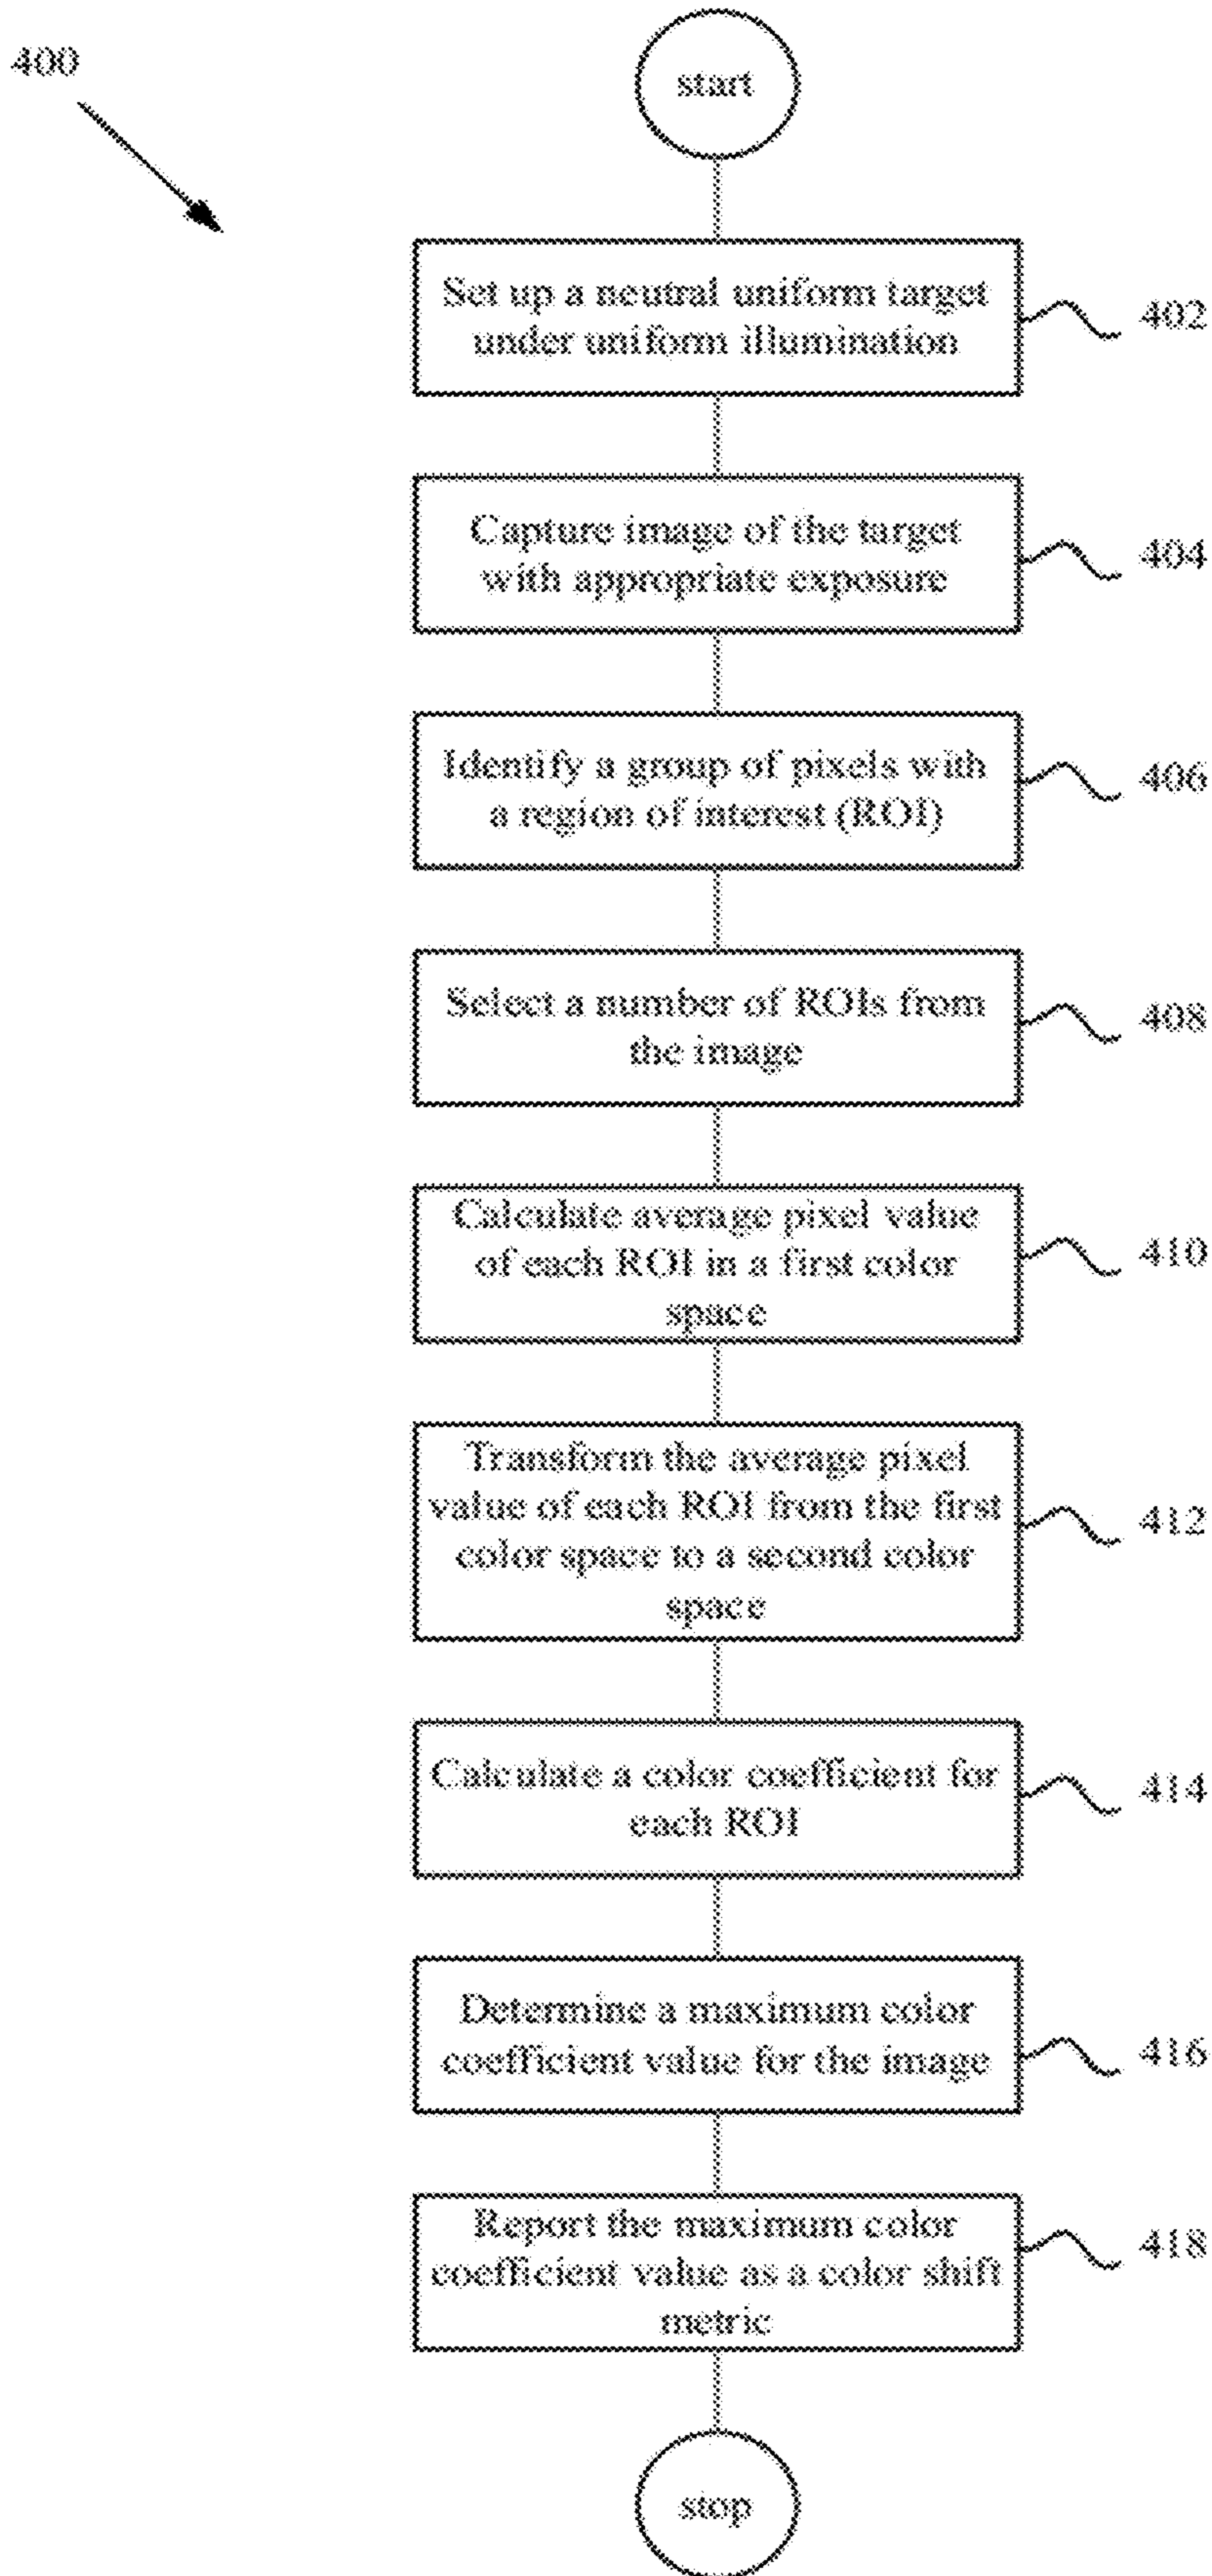 400
start
Set up a neutral uniform target
under uniform illumination
402
Capture image of the target
with appropriate exposure
404
Identify a group of pixels with
a region of interest (ROI)
406
Select a number of ROIs from
the image
408
Calculate average pixel value
of each ROI in a first color
space
410
Transform the average pixel
value of each ROI from the first
color space to a second color
space
412
Calculate a color coefficient for
each ROI
414
Determine a maximum color
coefficient value for the image
416
Report the maximum color
coefficient value as a color shift
metric
418
stop